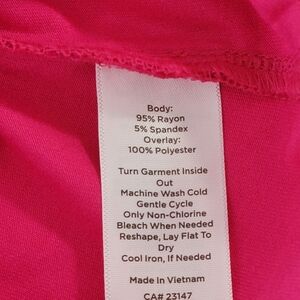 Body:
95% Rayon
5% Spandex
Overlay:
100% Polyester
Turn Garment Inside
Out
Machine Wash Cold
Gentle Cycle
Only Non-Chlorine
Bleach When Needed
Reshape, Lay Flat To
Dry
Cool Iron, If Needed
Made in Vietnam
CA# 23147